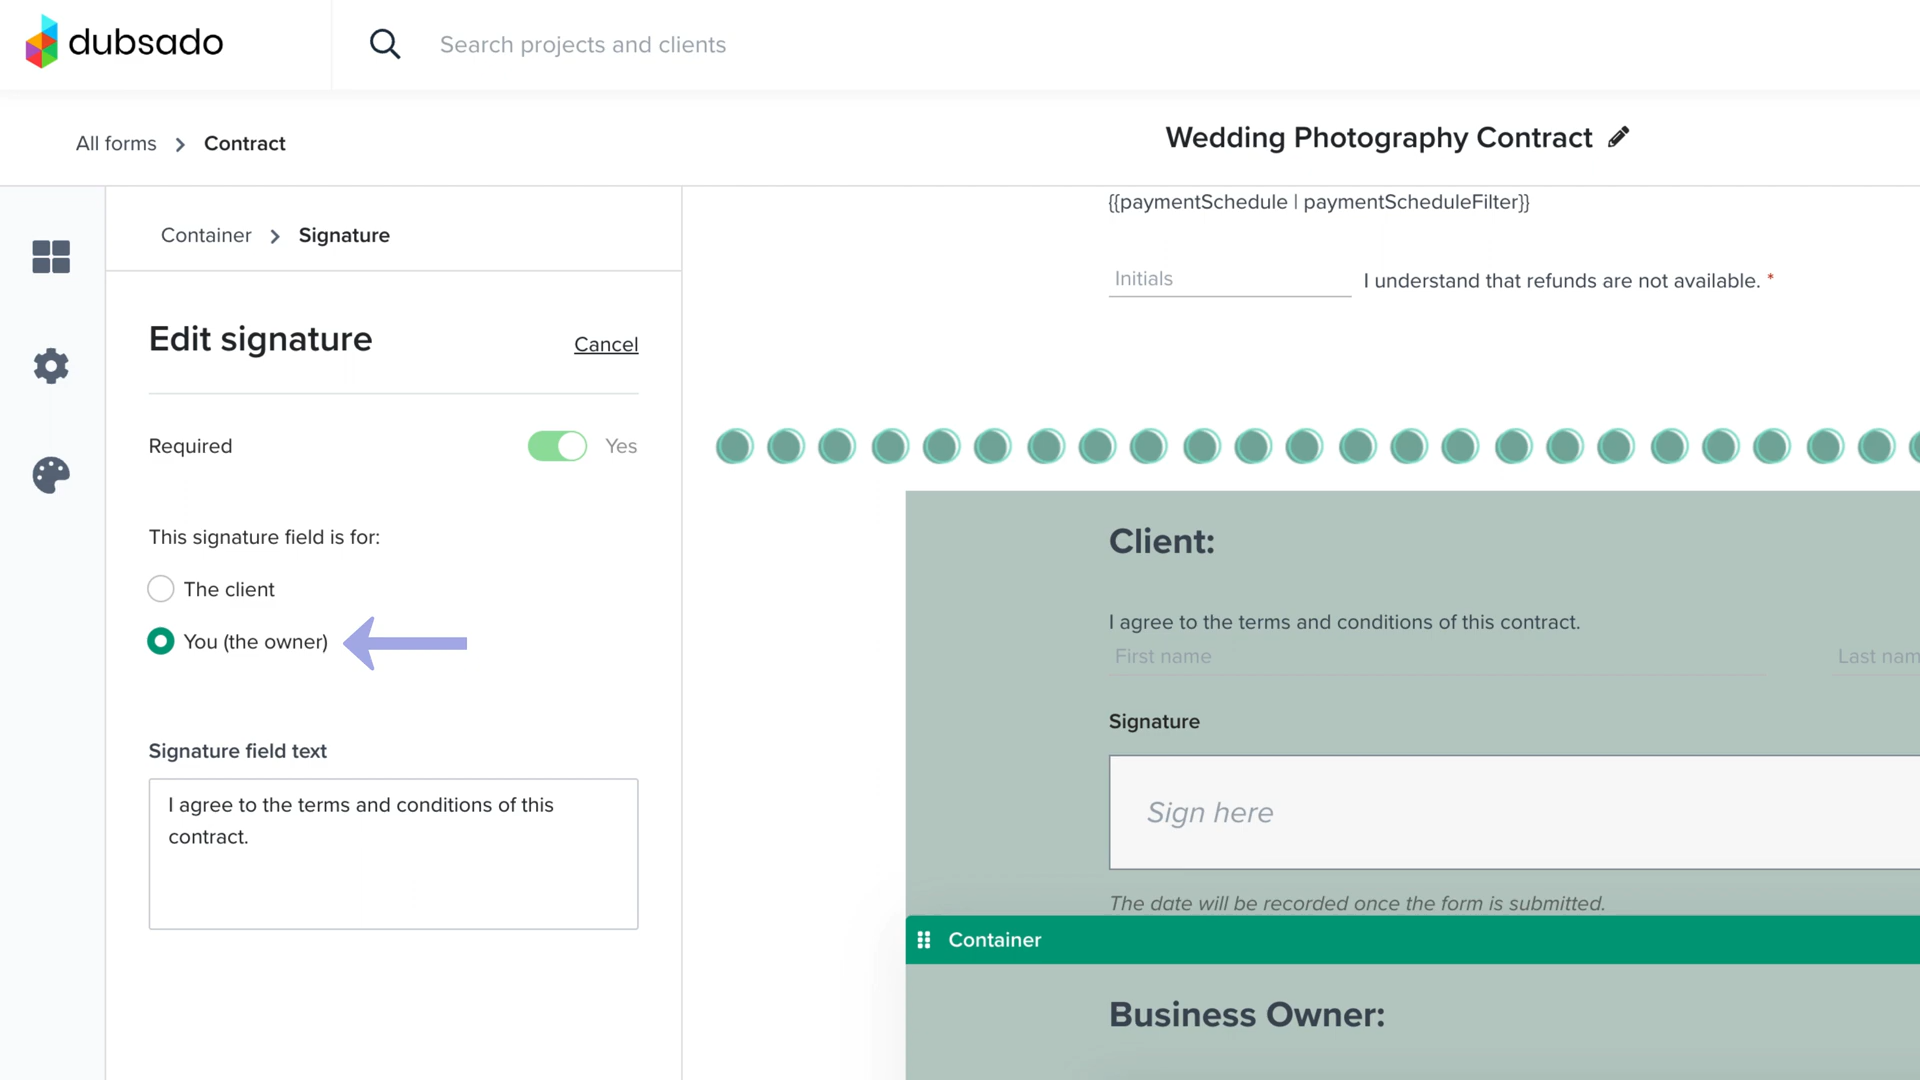 dubsado
Search projects and clients
All forms > Contract
Wedding Photography Contract
Container > Signature
Edit signature
Cancel
Required
Yes
This signature field is for:
The client
You (the owner)
Signature field text
I agree to the terms and conditions of this
contract.
{{paymentSchedule | paymentScheduleFilter}}
Initials
I understand that refunds are not available. *
Client:
I agree to the terms and conditions of this contract.
First name
Last nam
Signature
Sign here
The date will be recorded once the form is submitted.
Container
Business Owner: